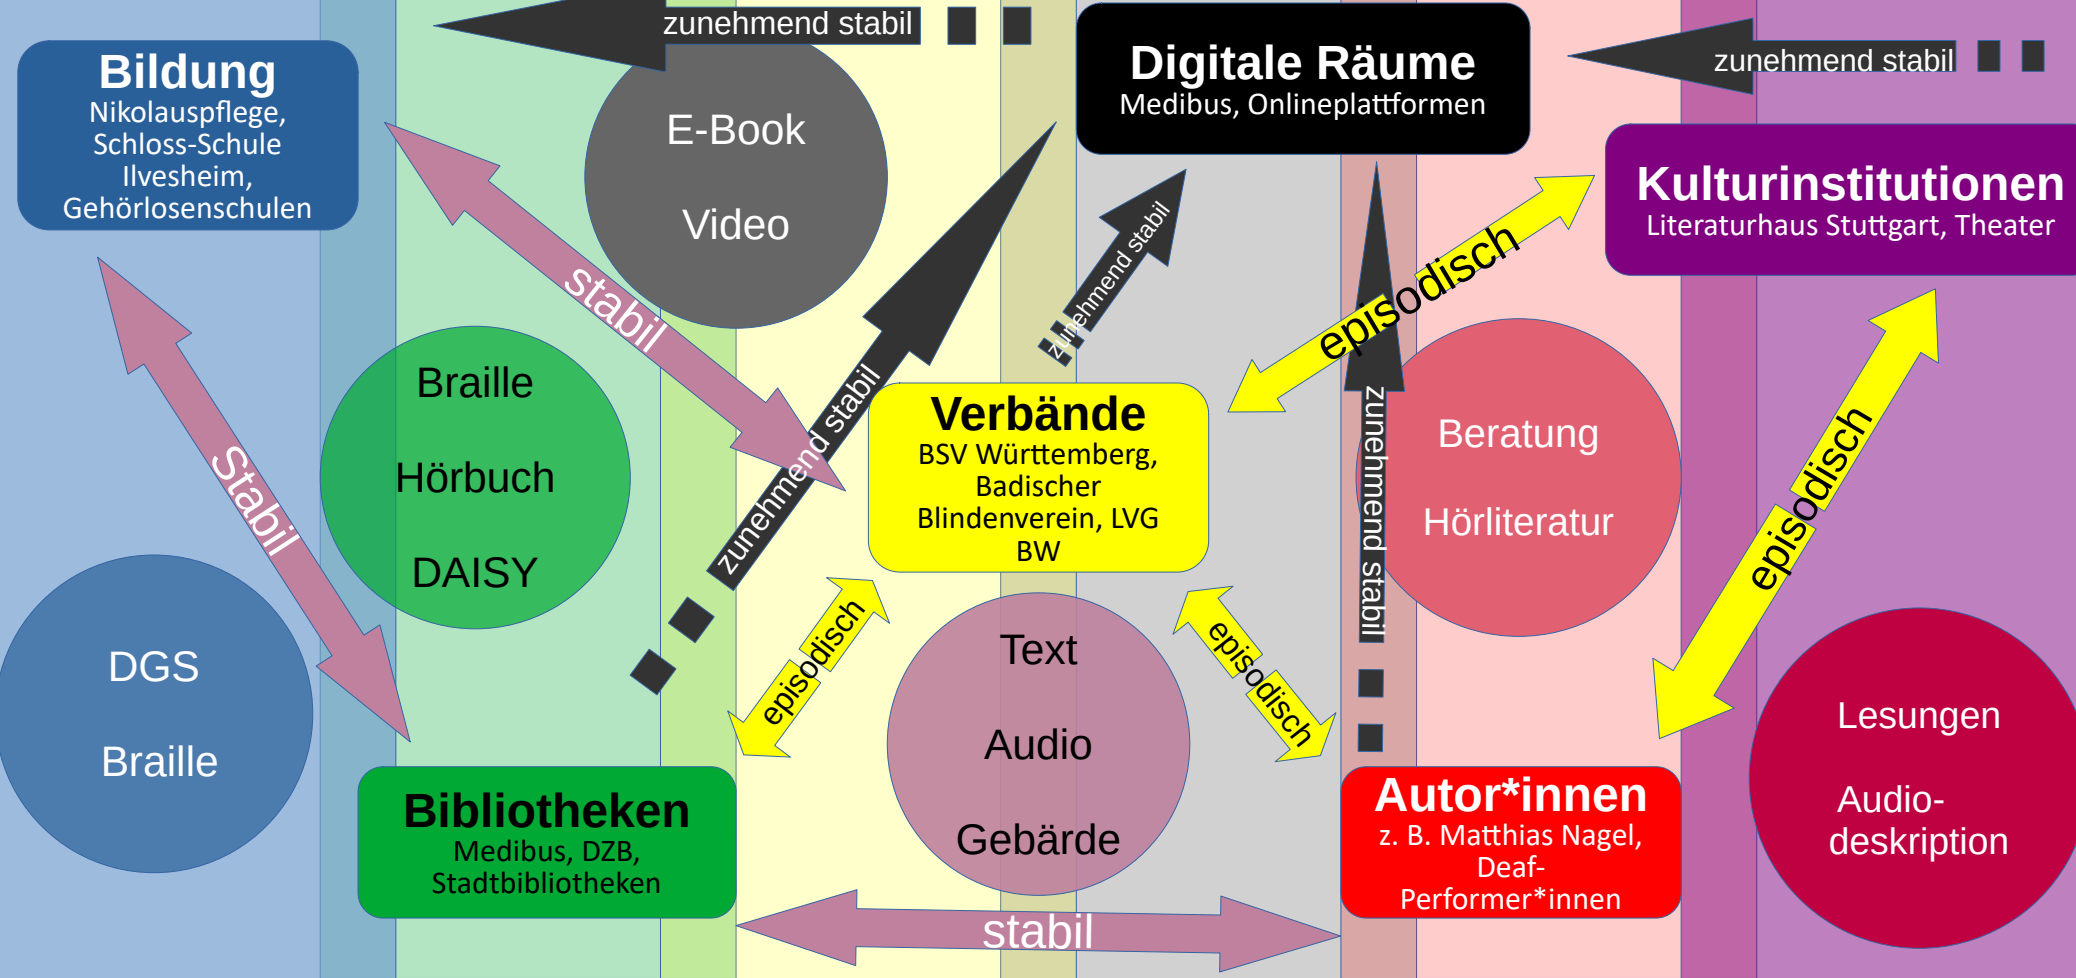 zunehmend stabil
Bildung
Nikolauspflege,
Schloss-Schule
Ilvesheim,
Gehörlosenschulen
E-Book
Video
Digitale Räume
Medibus, Onlineplattformen
zunehmend stabil
Kulturinstitutionen
Literaturhaus Stuttgart, Theater
stabil
zunehmend stabil
zunehmend stabil
episodisch
Stabil
Braille
Hörbuch
DAISY
Verbände
BSV Württemberg,
Badischer
Blindenverein, LVG
BW
zunehmend stabil
Beratung
Hörliteratur
episodisch
DGS
Braille
episodisch
Text
Audio
Gebärde
episodisch
Lesungen
Audio-
deskription
Bibliotheken
Medibus, DZB,
Stadtbibliotheken
Autor*innen
z. B. Matthias Nagel,
Deaf-
Performer*innen
stabil